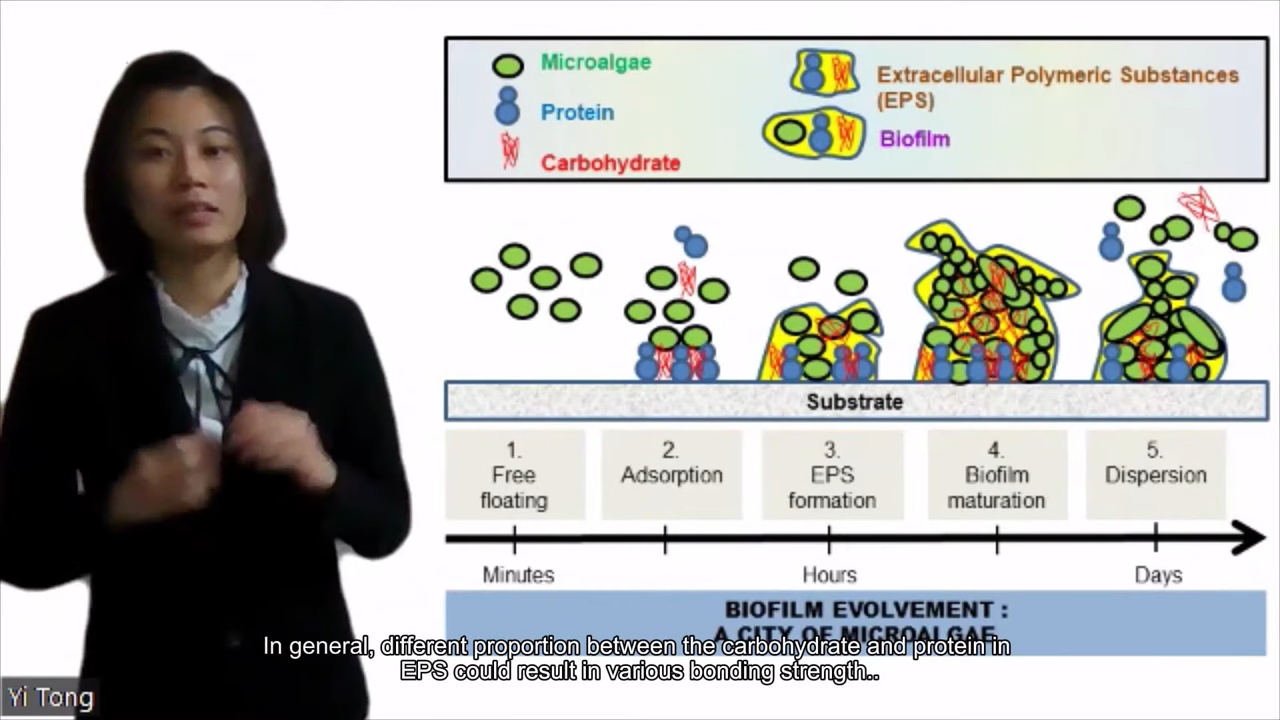 Microalgae
Protein
Carbohydrate
Extracellular Polymeric Substances
(EPS)
Biofilm
Substrate
1.
Free
floating
2.
Adsorption
3.
EPS
formation
4.
Biofilm
maturation
5.
Dispersion
Minutes
Hours
Days
BIOFILM EVOLVEMENT :
A CITY OF MICROALGAE
In general, different proportion between the carbohydrate and protein in
EPS could result in various bonding strength..
Yi Tong